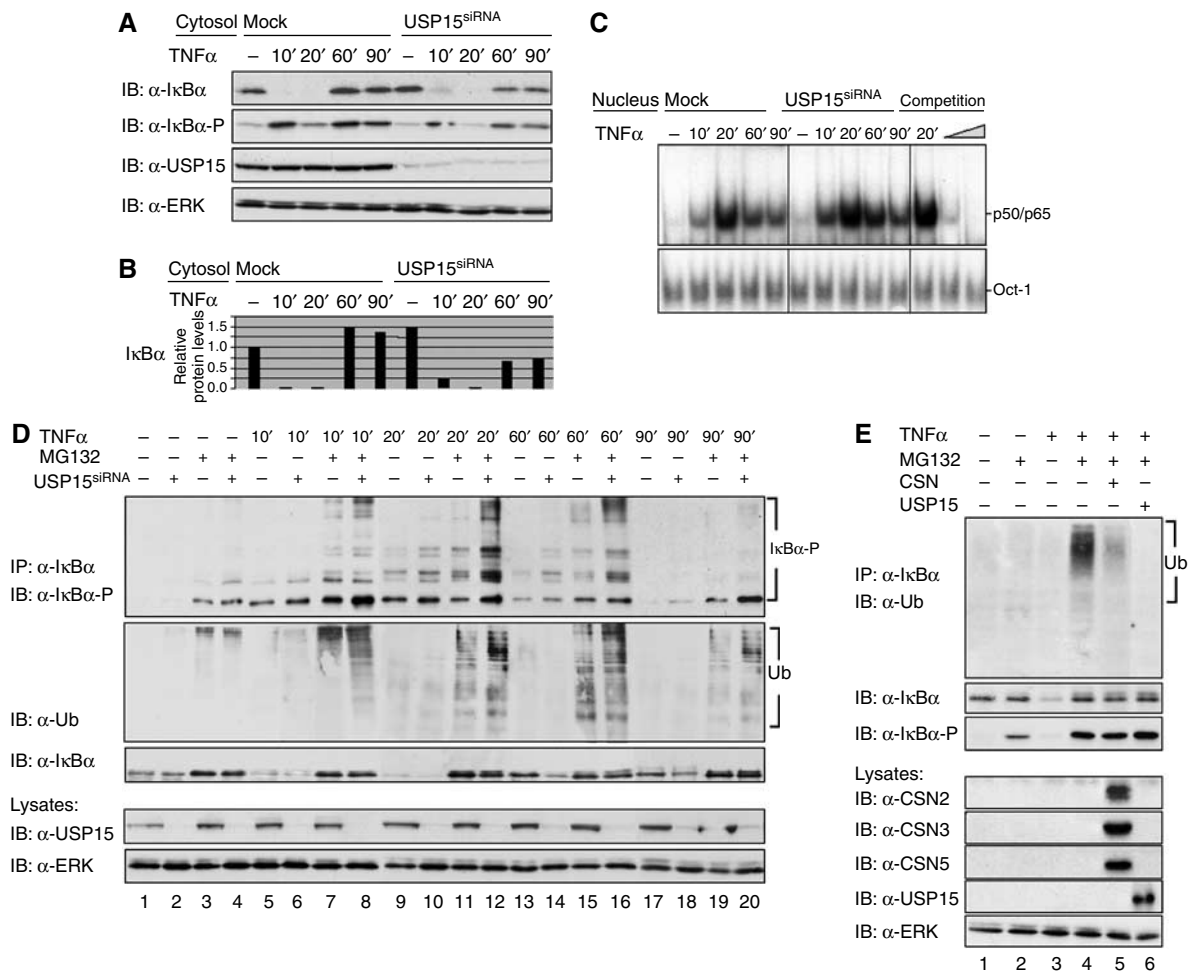 A
Cytosol Mock USP15siRNA
TNFα – 10′ 20′ 60′ 90′ – 10′ 20′ 60′ 90′
IB: α-IκBα
IB: α-IκBα-P
IB: α-USP15
IB: α-ERK
B
Cytosol Mock USP15siRNA
TNFα – 10′ 20′ 60′ 90′ – 10′ 20′ 60′ 90′
IκBα
Relative protein levels
1.5
1.0
0.5
0.0
C
Nucleus Mock USP15siRNA Competition
TNFα – 10′ 20′ 60′ 90′ – 10′ 20′ 60′ 90′ 20′
p50/p65
Oct-1
D
TNFα – – – – 10′ 10′ 10′ 10′ 20′ 20′ 20′ 20′ 60′ 60′ 60′ 60′ 90′ 90′ 90′ 90′
MG132 – – + + – – + + – – + + – – + + – – + +
USP15siRNA – + – + – + – + – + – + – + – + – + – +
IP: α-IκBα
IB: α-IκBα-P
IκBα-P
IB: α-Ub
Ub
IB: α-IκBα
Lysates:
IB: α-USP15
IB: α-ERK
1 2 3 4 5 6 7 8 9 10 11 12 13 14 15 16 17 18 19 20
E
TNFα – – + + + +
MG132 – + – + + +
CSN – – – – + –
USP15 – – – – – +
IP: α-IκBα
IB: α-Ub
Ub
IB: α-IκBα
IB: α-IκBα-P
Lysates:
IB: α-CSN2
IB: α-CSN3
IB: α-CSN5
IB: α-USP15
IB: α-ERK
1 2 3 4 5 6